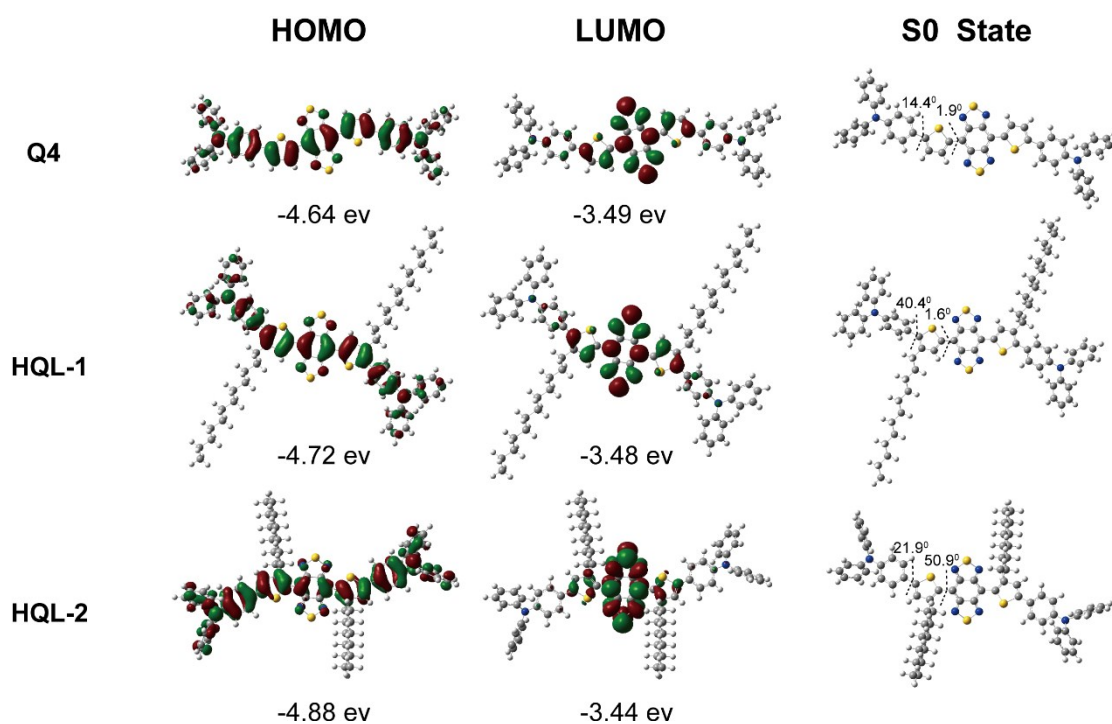 HOMO LUMO S0 State
Q4
14.4⁰ 1.9⁰
-4.64 ev -3.49 ev
HQL-1
40.4⁰ 1.6⁰
-4.72 ev -3.48 ev
HQL-2
21.9⁰ 50.9⁰
-4.88 ev -3.44 ev